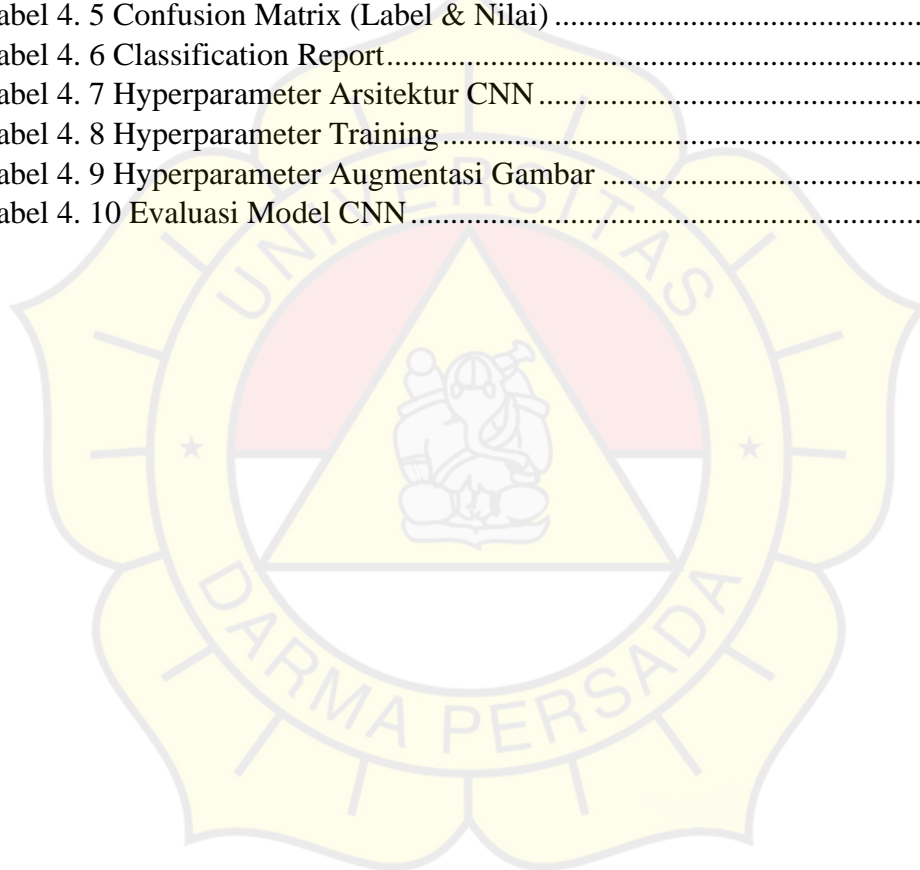 abel 4. 5 Confusion Matrix (Label & Nilai)
abel 4. 6 Classification Report
abel 4. 7 Hyperparameter Arsitektur CNN
abel 4. 8 Hyperparameter Training
abel 4. 9 Hyperparameter Augmentasi Gambar
abel 4. 10 Evaluasi Model CNN
UNIVERSITAS
DARMA PERSADA